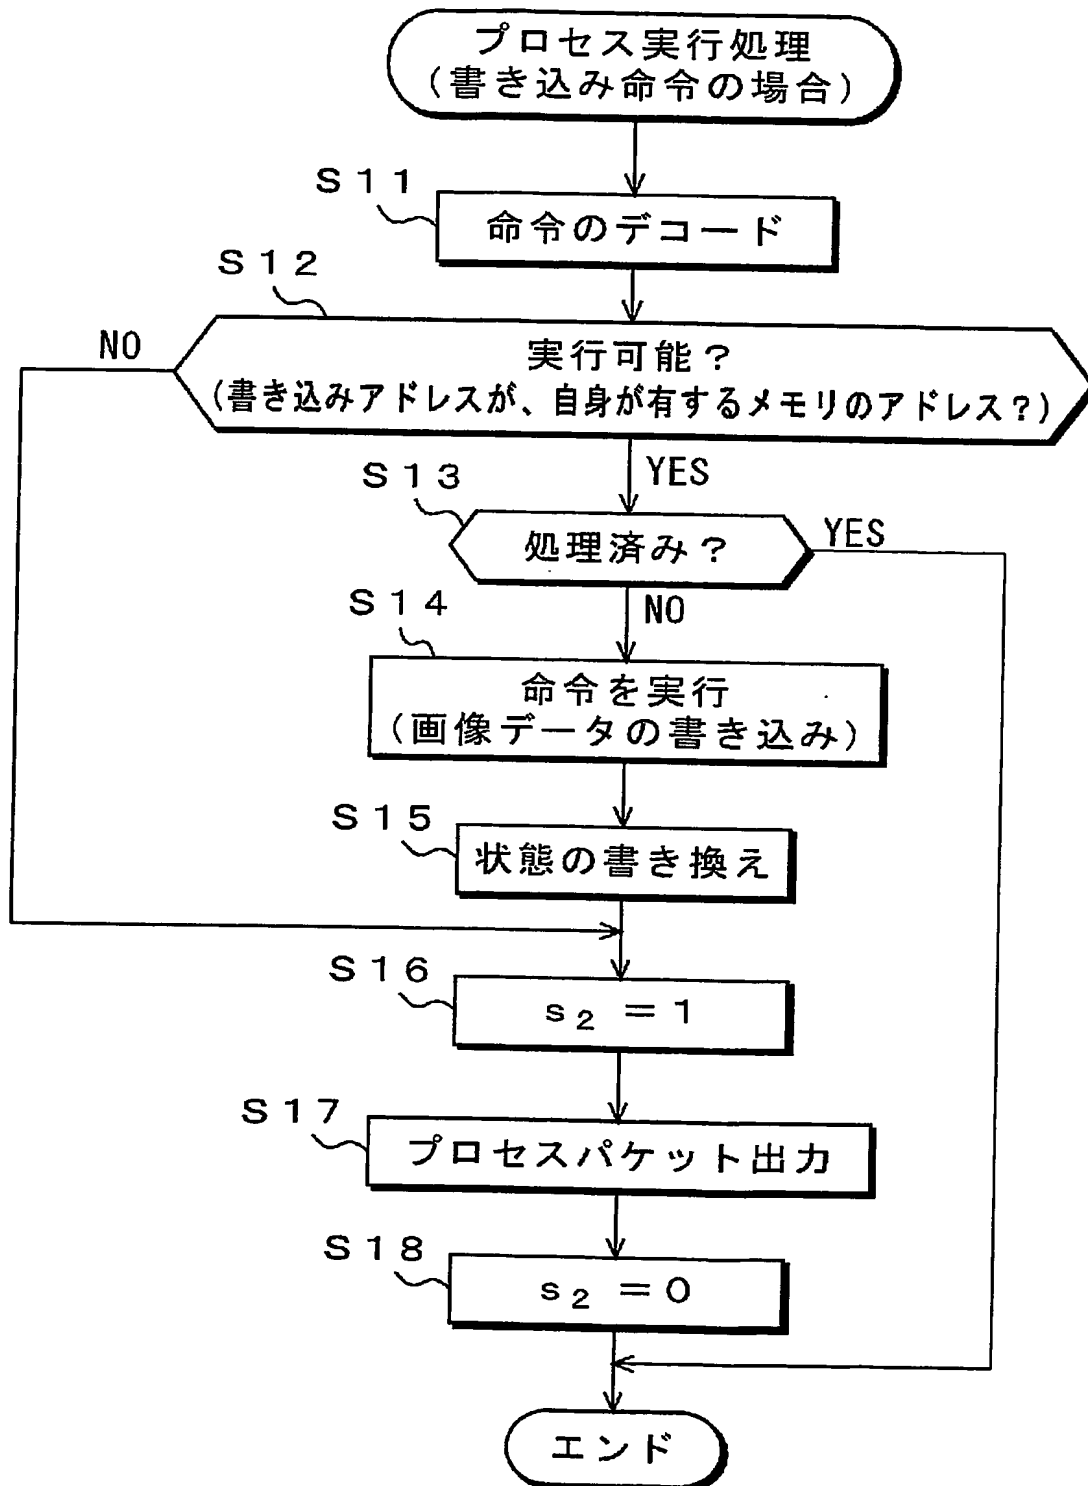 プロセス実行処理
(書き込み命令の場合)
S11
命令のデコード
S12
NO
実行可能?
(書き込みアドレスが、自身が有するメモリのアドレス?)
YES
S13
処理済み?
YES
NO
S14
命令を実行
(画像データの書き込み)
S15
状態の書き換え
S16
s₂ =1
S17
プロセスパケット出力
S18
s₂ =0
エンド